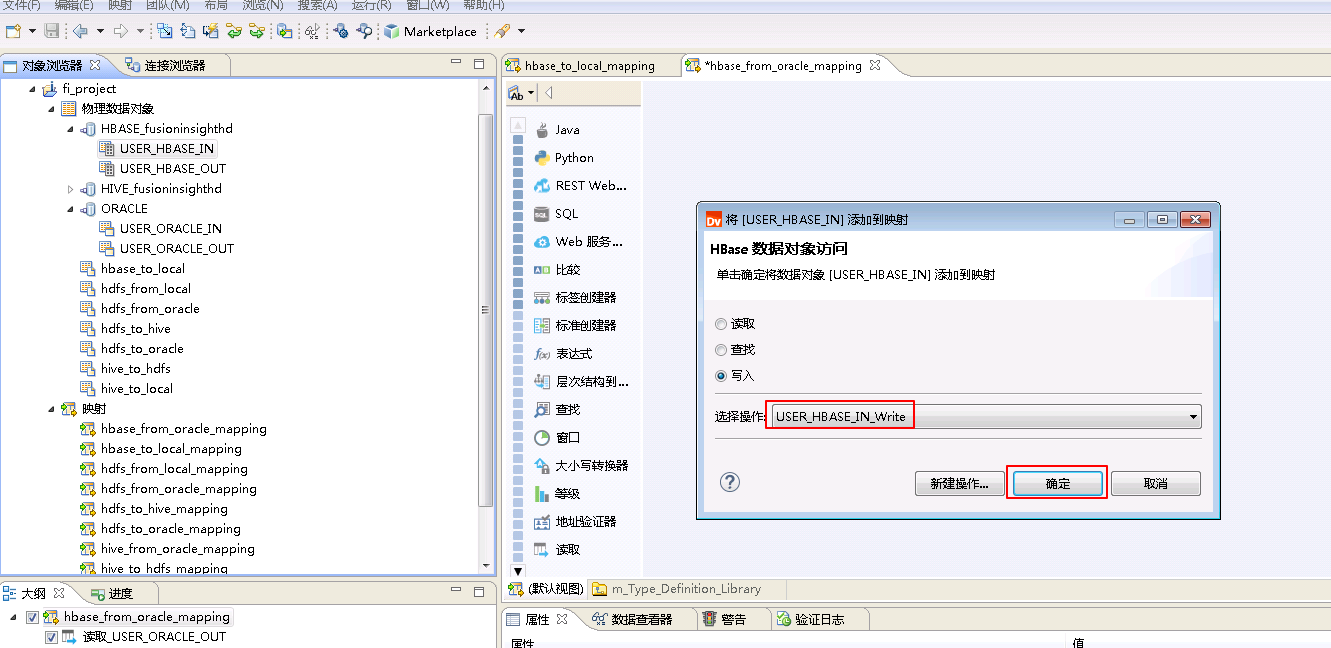 文件(F) 编辑(E) 映射 团队(M) 布局 浏览(N) 搜索(A) 运行(R) 窗口(W) 帮助(H)
Marketplace
对象浏览器 连接浏览器
fi_project
物理数据对象
HBASE_fusioninsighthd
USER_HBASE_IN
USER_HBASE_OUT
HIVE_fusioninsighthd
ORACLE
USER_ORACLE_IN
USER_ORACLE_OUT
hbase_to_local
hdfs_from_local
hdfs_from_oracle
hdfs_to_hive
hdfs_to_oracle
hive_to_hdfs
hive_to_local
映射
hbase_from_oracle_mapping
hbase_to_local_mapping
hdfs_from_local_mapping
hdfs_from_oracle_mapping
hdfs_to_hive_mapping
hdfs_to_oracle_mapping
hive_from_oracle_mapping
hive_to_hdfs_mapping
大纲 进度
hbase_from_oracle_mapping
读取_USER_ORACLE_OUT
hbase_to_local_mapping *hbase_from_oracle_mapping
Ab
Java
Python
REST Web...
SQL
Web 服务...
比较
标签创建器
标准创建器
表达式
层次结构到...
查找
窗口
大小写转换器
等级
地址验证器
读取
Dv 将 [USER_HBASE_IN] 添加到映射
HBase 数据对象访问
单击确定将数据对象 [USER_HBASE_IN] 添加到映射
读取
查找
写入
选择操作: USER_HBASE_IN_Write
新建操作... 确定 取消
(默认视图) m_Type_Definition_Library
属性 数据查看器 警告 验证日志
属性 值